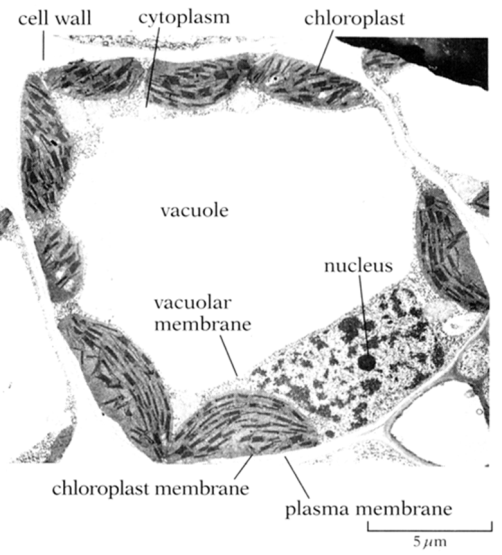 cell wall
cytoplasm
chloroplast
vacuole
nucleus
vacuolar
membrane
chloroplast membrane
plasma membrane
5 μm